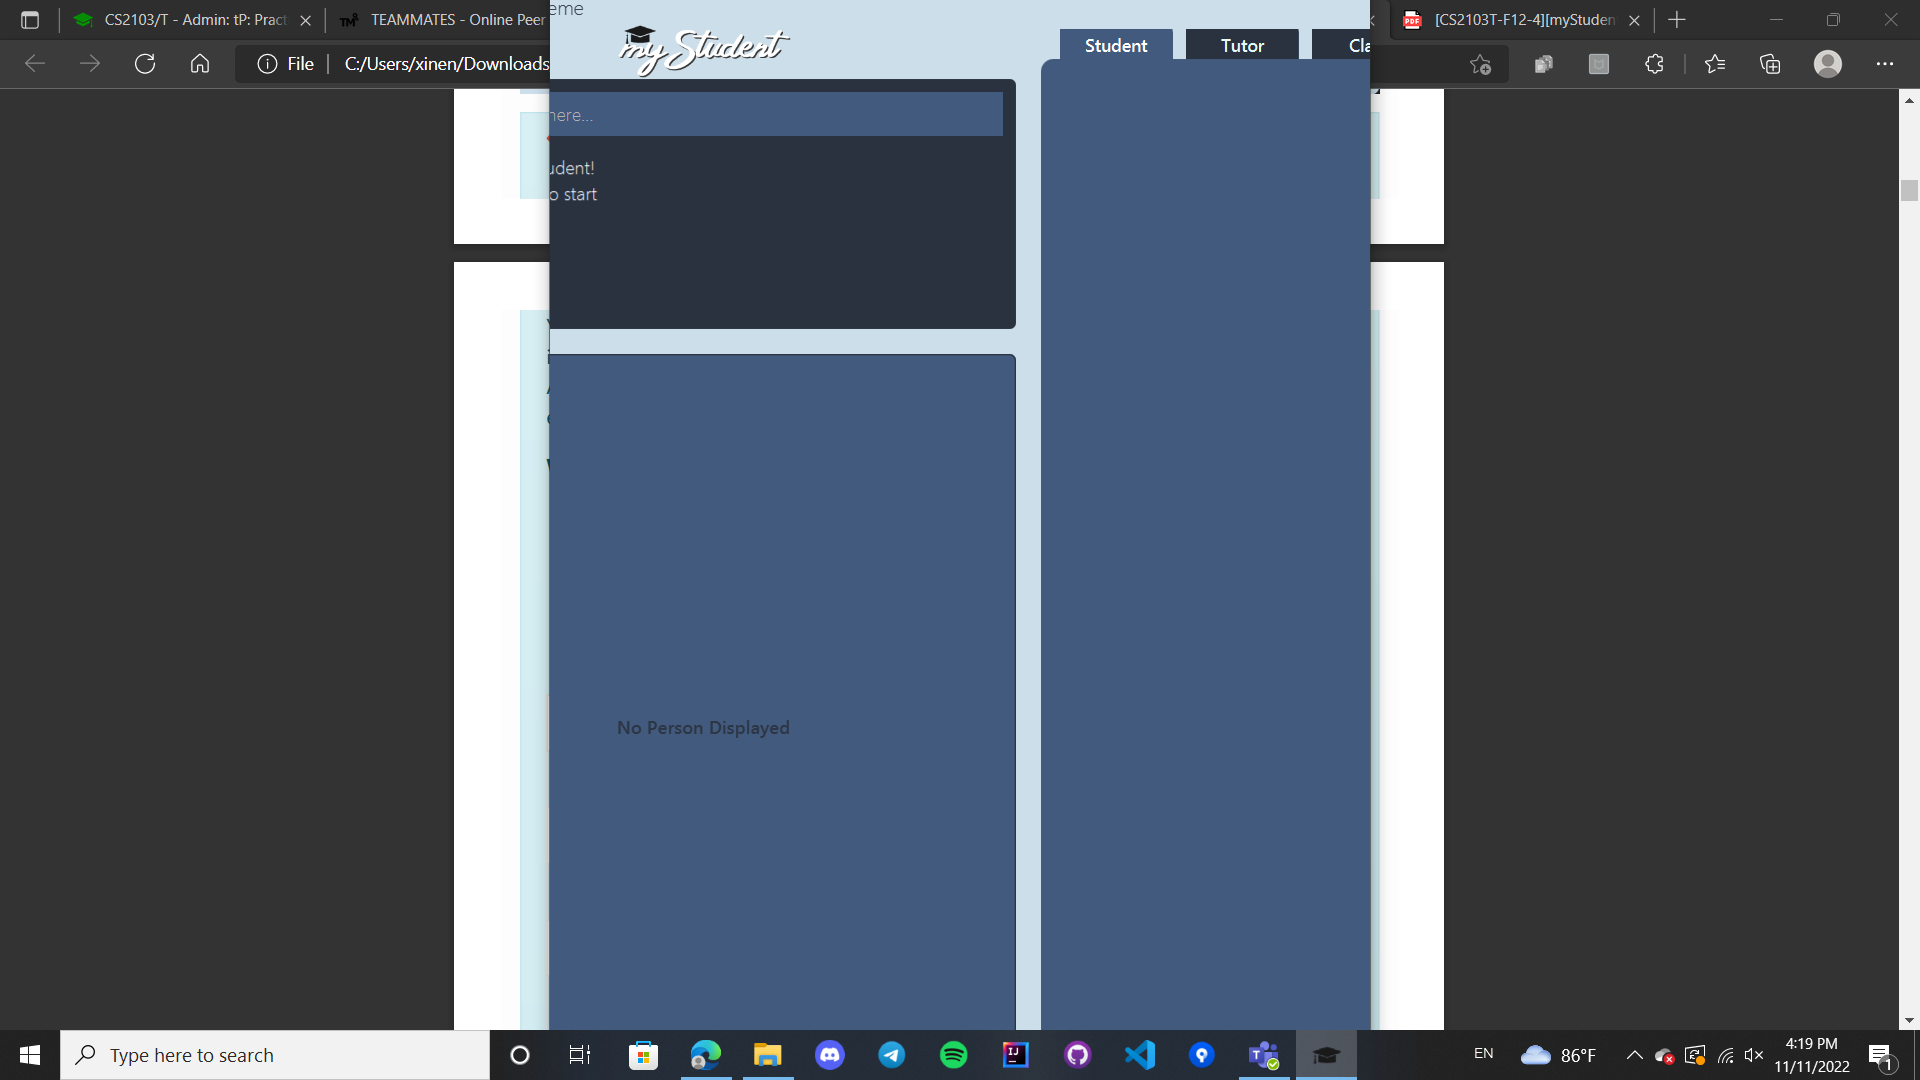 CS2103/T - Admin: tP: Pract
TEAMMATES - Online Peer
eme
[CS2103T-F12-4][myStuden
myStudent
Student
Tutor
Cla
File
C:/Users/xinen/Downloads
here...
udent!
o start
No Person Displayed
Type here to search
EN
86°F
4:19 PM
11/11/2022
1